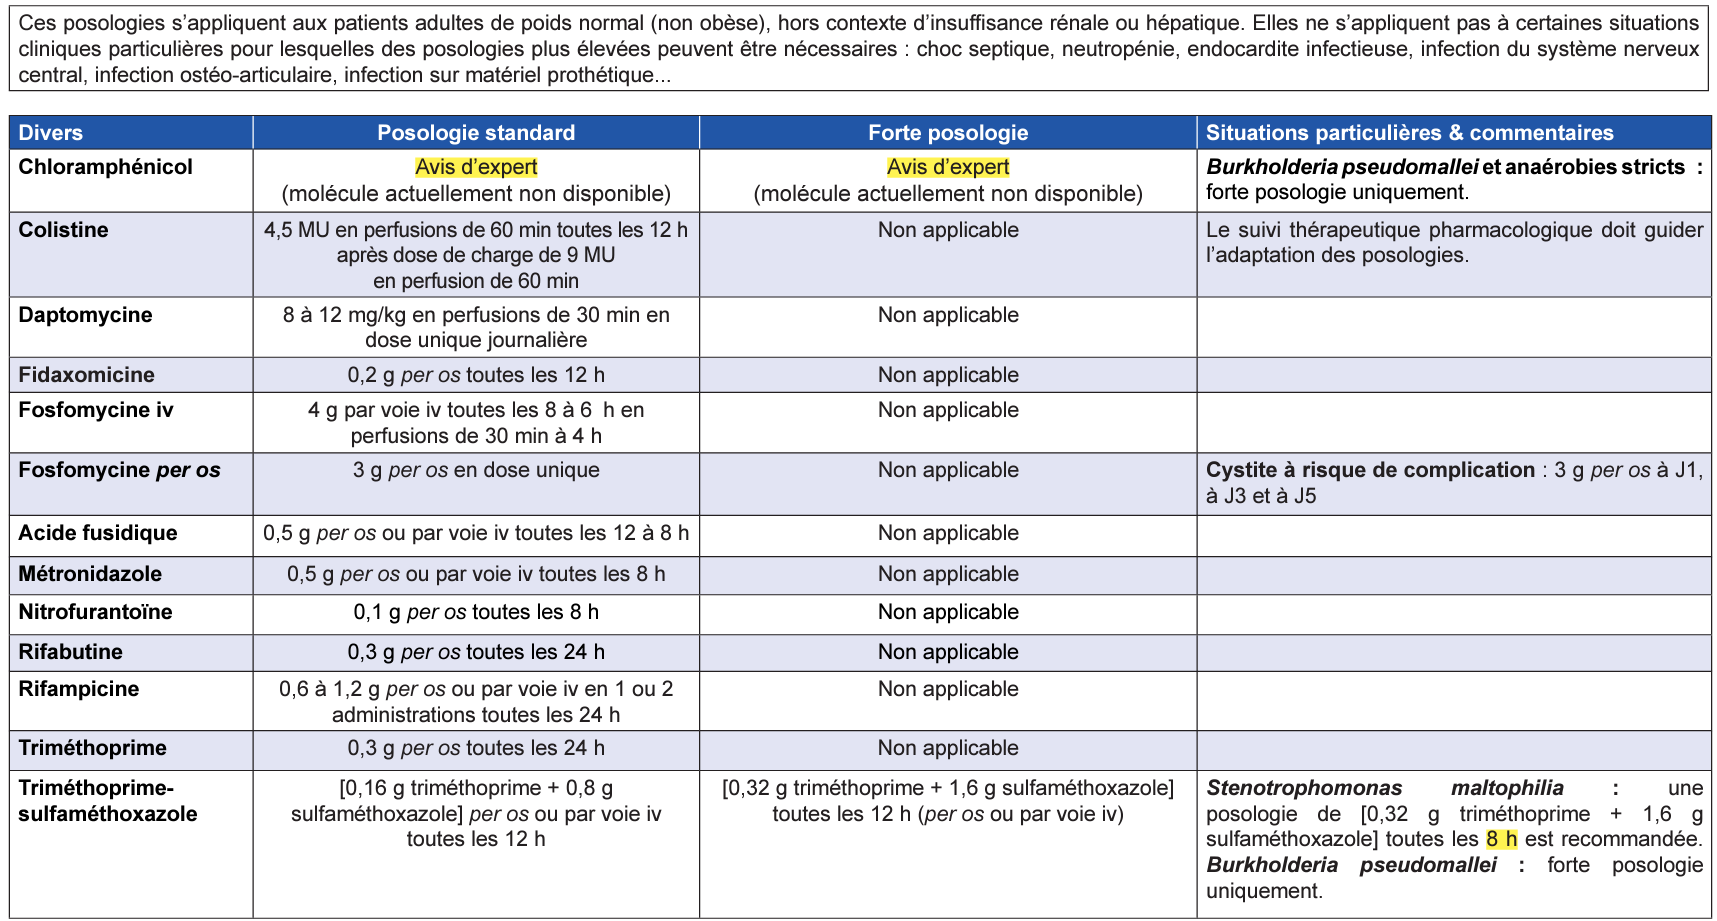 Ces posologies s’appliquent aux patients adultes de poids normal (non obèse), hors contexte d’insuffisance rénale ou hépatique. Elles ne s’appliquent pas à certaines situations
cliniques particulières pour lesquelles des posologies plus élevées peuvent être nécessaires : choc septique, neutropénie, endocardite infectieuse, infection du système nerveux
central, infection ostéo-articulaire, infection sur matériel prothétique...
Divers
Posologie standard
Forte posologie
Situations particulières & commentaires
Chloramphénicol
Avis d’expert
(molécule actuellement non disponible)
Avis d’expert
(molécule actuellement non disponible)
Burkholderia pseudomallei et anaérobies stricts :
forte posologie uniquement.
Colistine
4,5 MU en perfusions de 60 min toutes les 12 h
après dose de charge de 9 MU
en perfusion de 60 min
Non applicable
Le suivi thérapeutique pharmacologique doit guider
l’adaptation des posologies.
Daptomycine
8 à 12 mg/kg en perfusions de 30 min en
dose unique journalière
Non applicable
Fidaxomicine
0,2 g per os toutes les 12 h
Non applicable
Fosfomycine iv
4 g par voie iv toutes les 8 à 6 h en
perfusions de 30 min à 4 h
Non applicable
Fosfomycine per os
3 g per os en dose unique
Non applicable
Cystite à risque de complication : 3 g per os à J1,
à J3 et à J5
Acide fusidique
0,5 g per os ou par voie iv toutes les 12 à 8 h
Non applicable
Métronidazole
0,5 g per os ou par voie iv toutes les 8 h
Non applicable
Nitrofurantoïne
0,1 g per os toutes les 8 h
Non applicable
Rifabutine
0,3 g per os toutes les 24 h
Non applicable
Rifampicine
0,6 à 1,2 g per os ou par voie iv en 1 ou 2
administrations toutes les 24 h
Non applicable
Triméthoprime
0,3 g per os toutes les 24 h
Non applicable
Triméthoprime-
sulfaméthoxazole
[0,16 g triméthoprime + 0,8 g
sulfaméthoxazole] per os ou par voie iv
toutes les 12 h
[0,32 g triméthoprime + 1,6 g sulfaméthoxazole]
toutes les 12 h (per os ou par voie iv)
Stenotrophomonas maltophilia : une
posologie de [0,32 g triméthoprime + 1,6 g
sulfaméthoxazole] toutes les 8 h est recommandée.
Burkholderia pseudomallei : forte posologie
uniquement.